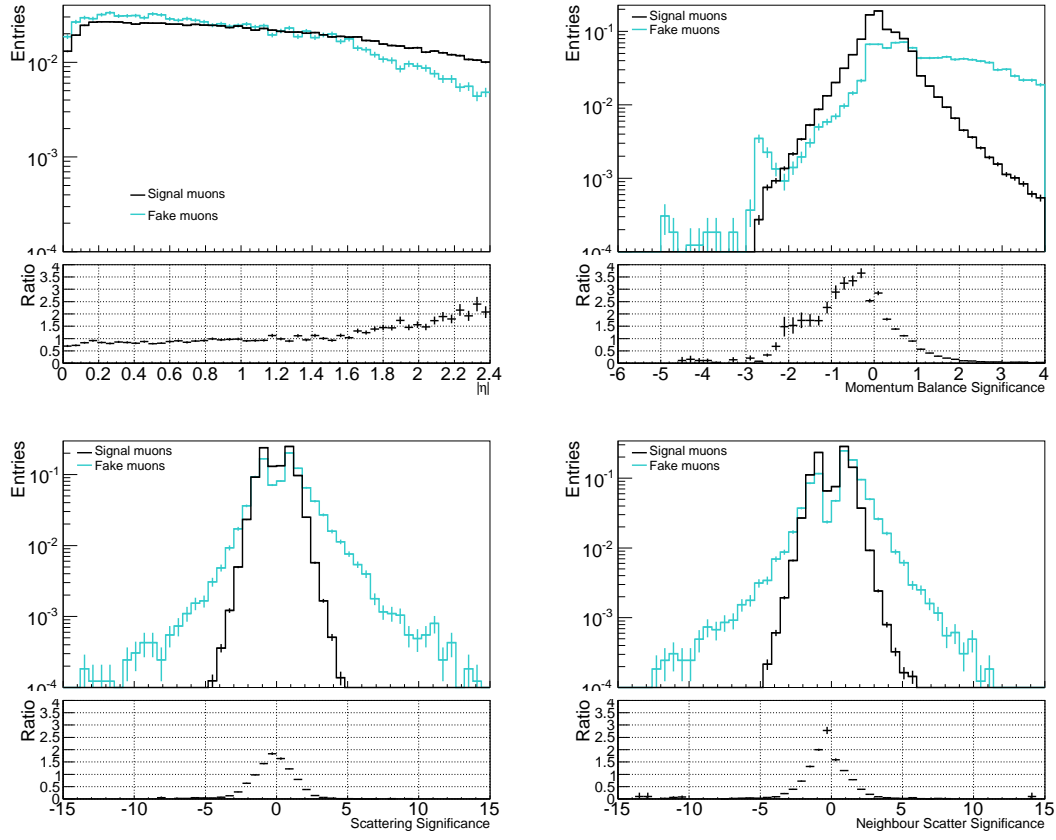 Entries
10⁻²
10⁻³
10⁻⁴
Signal muons
Fake muons
Ratio
4
3.5
3
2.5
2
1.5
1
0.5
0
0 0.2 0.4 0.6 0.8 1 1.2 1.4 1.6 1.8 2 2.2 2.4
|η|
Entries
10⁻¹
10⁻²
10⁻³
10⁻⁴
Signal muons
Fake muons
Ratio
4
3.5
3
2.5
2
1.5
1
0.5
0
-6 -5 -4 -3 -2 -1 0 1 2 3 4
Momentum Balance Significance
Entries
10⁻¹
10⁻²
10⁻³
10⁻⁴
Signal muons
Fake muons
Ratio
4
3.5
3
2.5
2
1.5
1
0.5
0
-15 -10 -5 0 5 10 15
Scattering Significance
Entries
10⁻¹
10⁻²
10⁻³
10⁻⁴
Signal muons
Fake muons
Ratio
4
3.5
3
2.5
2
1.5
1
0.5
0
-15 -10 -5 0 5 10 15
Neighbour Scatter Significance